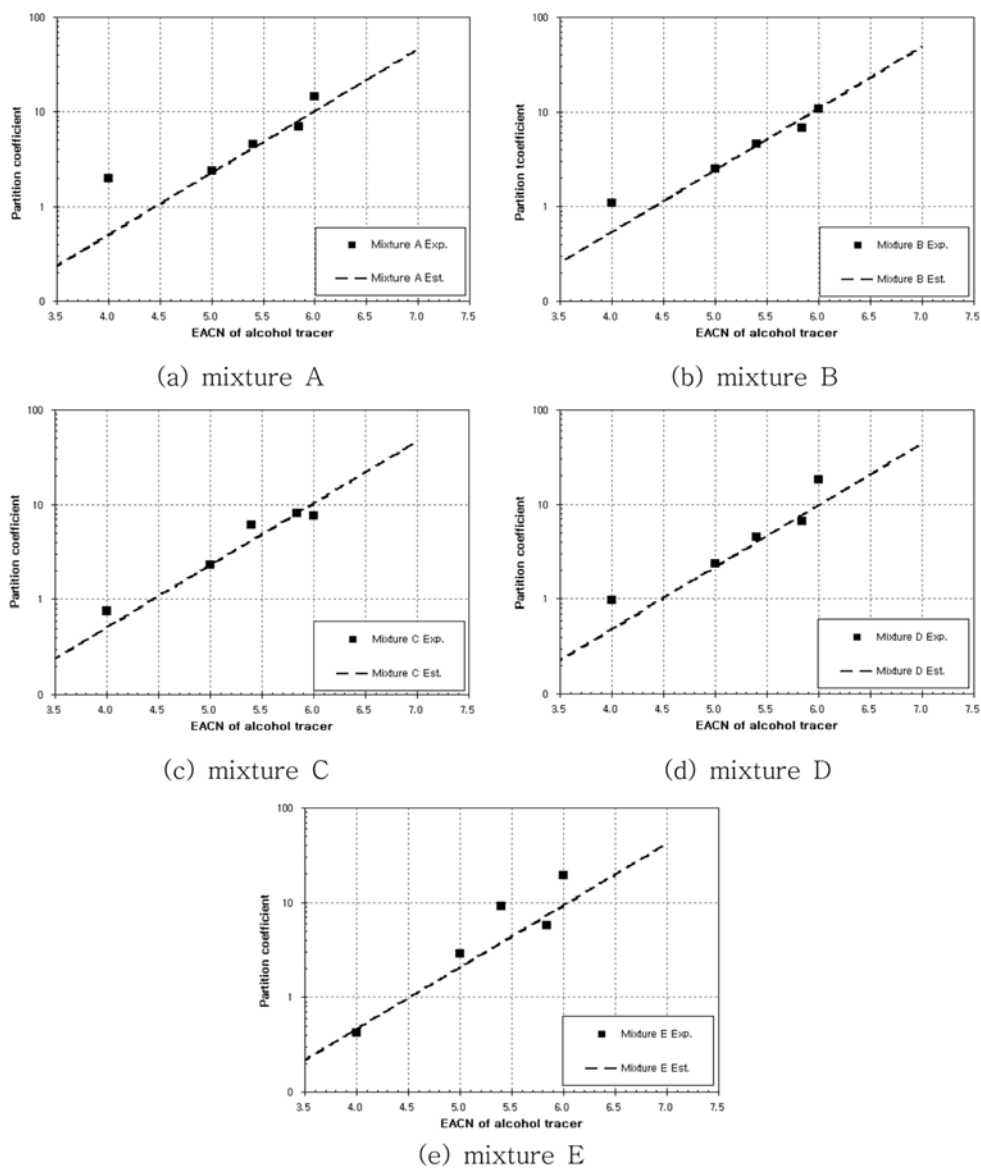 100
10
1
0
Partition coefficient
Mixture A Exp.
Mixture A Est.
3.5 4.0 4.5 5.0 5.5 6.0 6.5 7.0 7.5
EACN of alcohol tracer
(a) mixture A
100
10
1
0
Partition tcoefficient
Mixture B Exp.
Mixture B Est.
3.5 4.0 4.5 5.0 5.5 6.0 6.5 7.0 7.5
EACN of alcohol tracer
(b) mixture B
100
10
1
0
Partition coefficient
Mixture C Exp.
Mixture C Est.
3.5 4.0 4.5 5.0 5.5 6.0 6.5 7.0 7.5
EACN of alcohol tracer
(c) mixture C
100
10
1
0
Partition coefficient
Mixture D Exp.
Mixture D Est.
3.5 4.0 4.5 5.0 5.5 6.0 6.5 7.0 7.5
EACN of alcohol tracer
(d) mixture D
100
10
1
0
Partition coefficient
Mixture E Exp.
Mixture E Est.
3.5 4.0 4.5 5.0 5.5 6.0 6.5 7.0 7.5
EACN of alcohol tracer
(e) mixture E